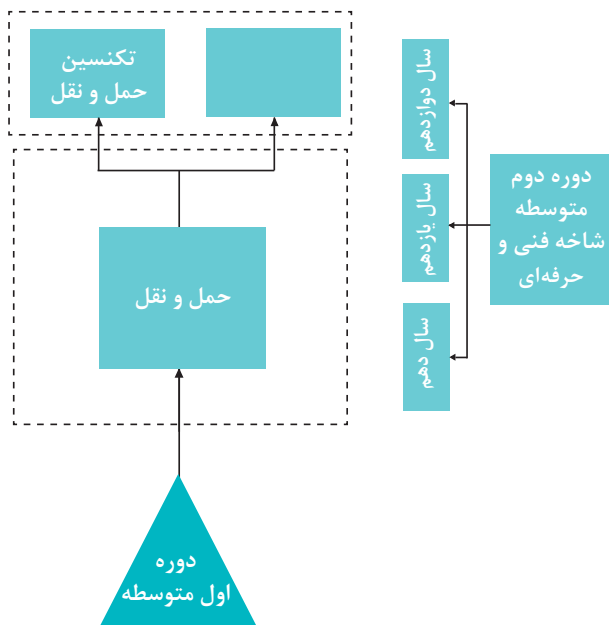 تکنسین
حمل و نقل
سال دوازدهم
دوره دوم
متوسطه
شاخه فنی و
حرفه‌ای
سال یازدهم
حمل و نقل
سال دهم
دوره
اول متوسطه